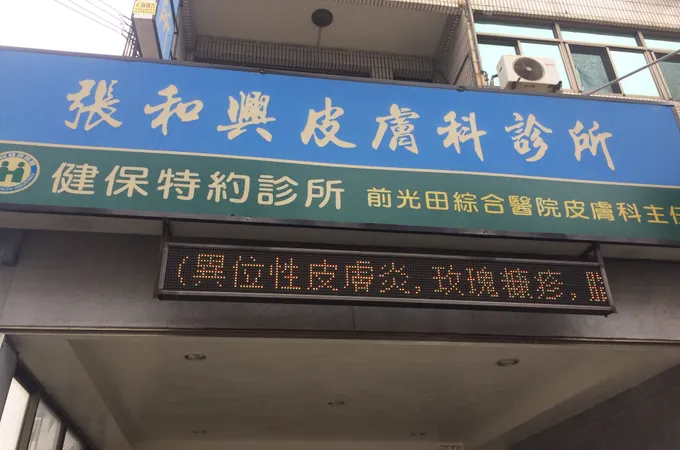 張和興皮膚科診所
健保特約診所 前光田綜合醫院皮膚科主任
(異位性皮膚炎,玫瑰糠疹,